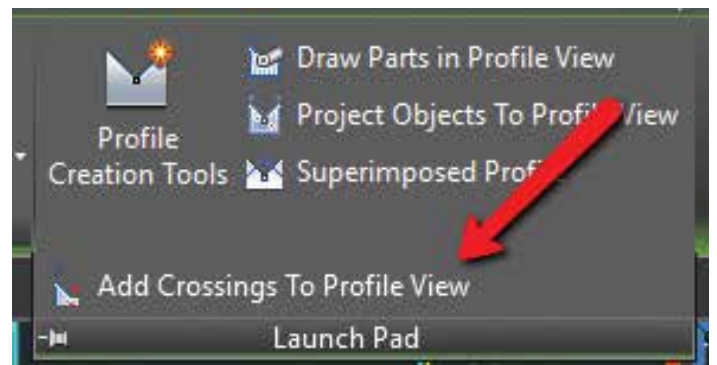 Draw Parts in Profile View
Project Objects To Profile View
Profile
Creation Tools
Superimposed
Add Crossings To Profile View
Launch Pad